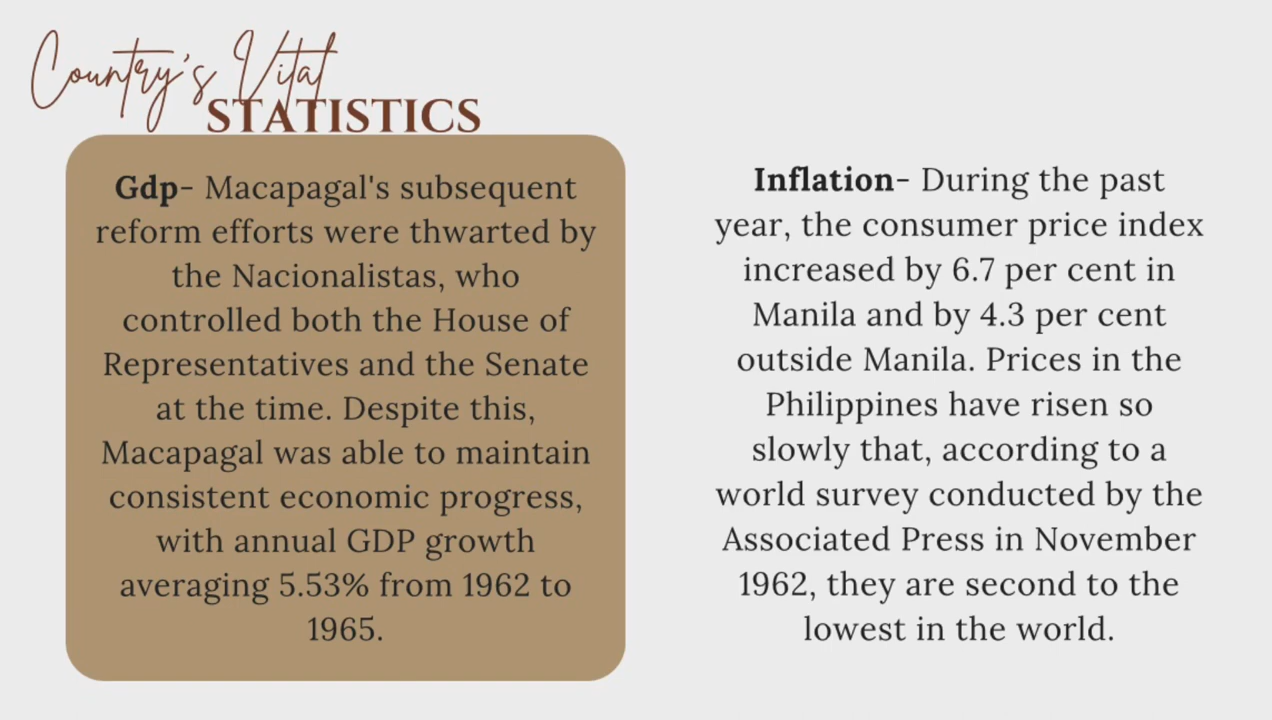 Country's Vital
STATISTICS
Gdp- Macapagal's subsequent
reform efforts were thwarted by
the Nacionalistas, who
controlled both the House of
Representatives and the Senate
at the time. Despite this,
Macapagal was able to maintain
consistent economic progress,
with annual GDP growth
averaging 5.53% from 1962 to
1965.
Inflation- During the past
year, the consumer price index
increased by 6.7 per cent in
Manila and by 4.3 per cent
outside Manila. Prices in the
Philippines have risen so
slowly that, according to a
world survey conducted by the
Associated Press in November
1962, they are second to the
lowest in the world.